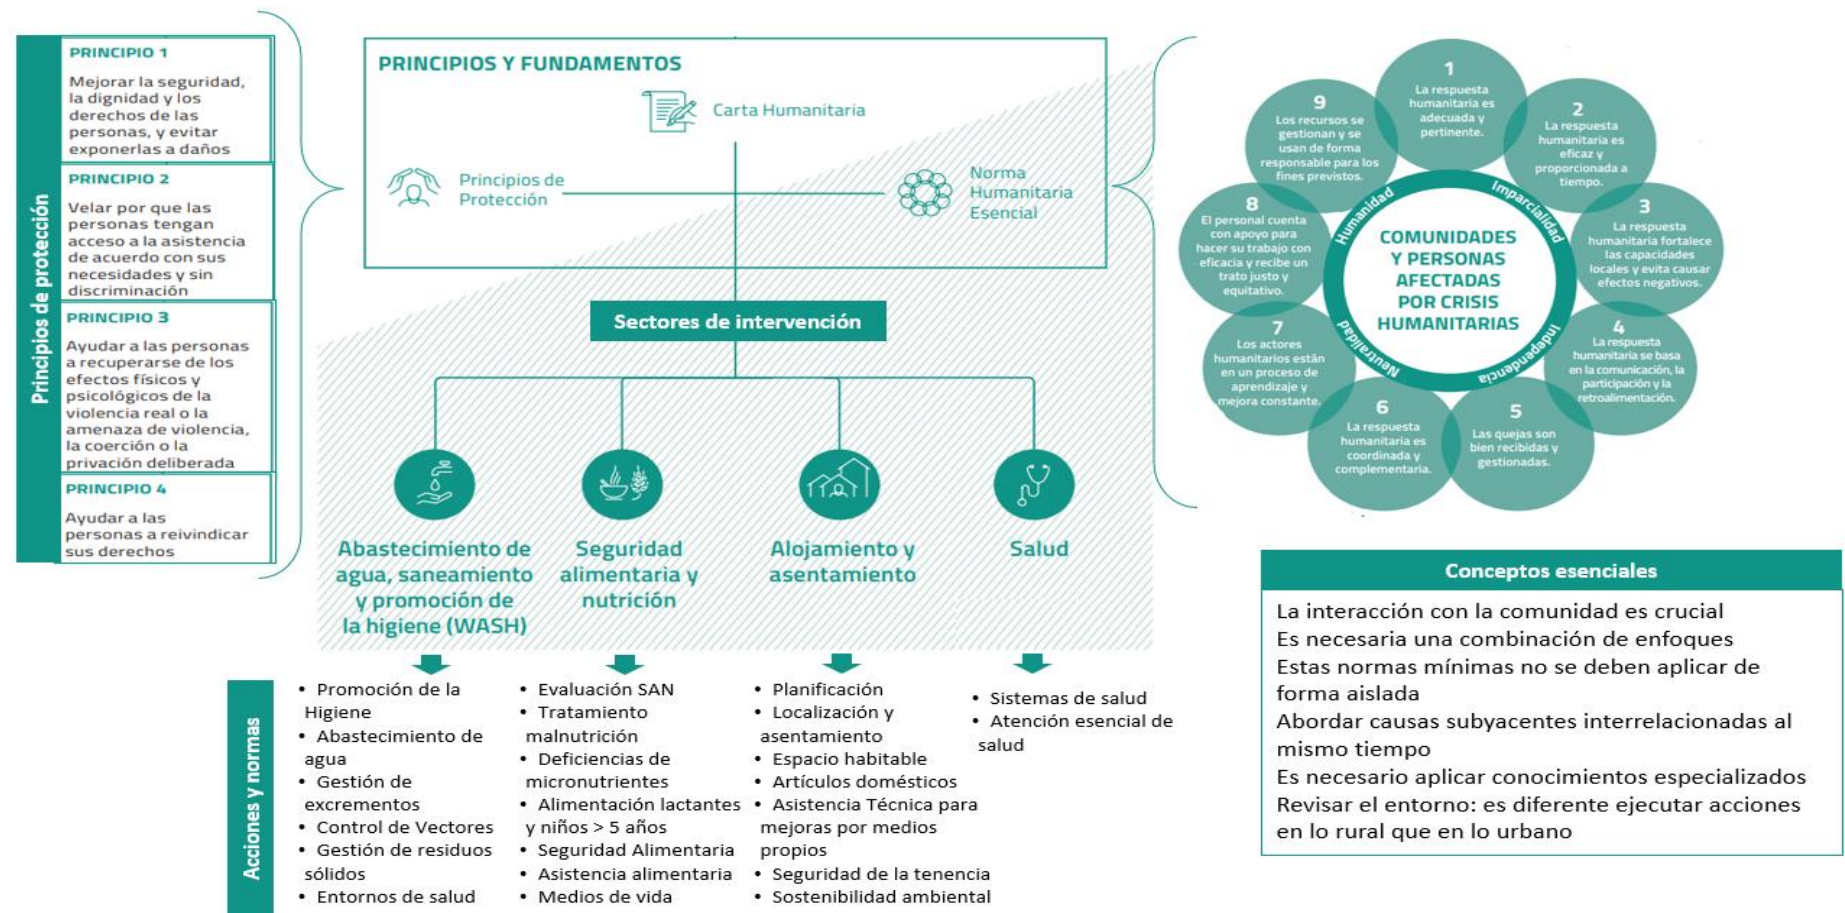 Principios de protección
PRINCIPIO 1
Mejorar la seguridad,
la dignidad y los
derechos de las
personas, y evitar
exponerlas a daños
PRINCIPIO 2
Velar por que las
personas tengan
acceso a la asistencia
de acuerdo con sus
necesidades y sin
discriminación
PRINCIPIO 3
Ayudar a las personas
a recuperarse de los
efectos físicos y
psicológicos de la
violencia real o la
amenaza de violencia,
la coerción o la
privación deliberada
PRINCIPIO 4
Ayudar a las
personas a reivindicar
sus derechos
PRINCIPIOS Y FUNDAMENTOS
Carta Humanitaria
Principios de
Protección
Norma
Humanitaria
Esencial
Sectores de intervención
Abastecimiento de
agua, saneamiento
y promoción de
la higiene (WASH)
Seguridad
alimentaria y
nutrición
Alojamiento y
asentamiento
Salud
Acciones y normas
• Promoción de la
Higiene
• Abastecimiento de
agua
• Gestión de
excrementos
• Control de Vectores
• Gestión de residuos
sólidos
• Entornos de salud
• Evaluación SAN
• Tratamiento
malnutrición
• Deficiencias de
micronutrientes
• Alimentación lactantes
y niños > 5 años
• Seguridad Alimentaria
• Asistencia alimentaria
• Medios de vida
• Planificación
• Localización y
asentamiento
• Espacio habitable
• Artículos domésticos
• Asistencia Técnica para
mejoras por medios
propios
• Seguridad de la tenencia
• Sostenibilidad ambiental
• Sistemas de salud
• Atención esencial de
salud
1
La respuesta
humanitaria es
adecuada y
pertinente.
2
La respuesta
humanitaria es
eficaz y
proporcionada a
tiempo.
3
La respuesta
humanitaria fortalece
las capacidades
locales y evita causar
efectos negativos.
4
La respuesta
humanitaria se basa
en la comunicación, la
participación y la
retroalimentación.
5
Las quejas son
bien recibidas y
gestionadas.
6
La respuesta
humanitaria es
coordinada y
complementaria.
7
Los actores
humanitarios están
en un proceso de
aprendizaje y
mejora constante.
8
El personal cuenta
con apoyo para
hacer su trabajo con
eficacia y recibe un
trato justo y
equitativo.
9
Los recursos se
gestionan y se
usan de forma
responsable para los
fines previstos.
Humanidad
Imparcialidad
Independencia
Neutralidad
COMUNIDADES
Y PERSONAS
AFECTADAS
POR CRISIS
HUMANITARIAS
Conceptos esenciales
La interacción con la comunidad es crucial
Es necesaria una combinación de enfoques
Estas normas mínimas no se deben aplicar de
forma aislada
Abordar causas subyacentes interrelacionadas al
mismo tiempo
Es necesario aplicar conocimientos especializados
Revisar el entorno: es diferente ejecutar acciones
en lo rural que en lo urbano